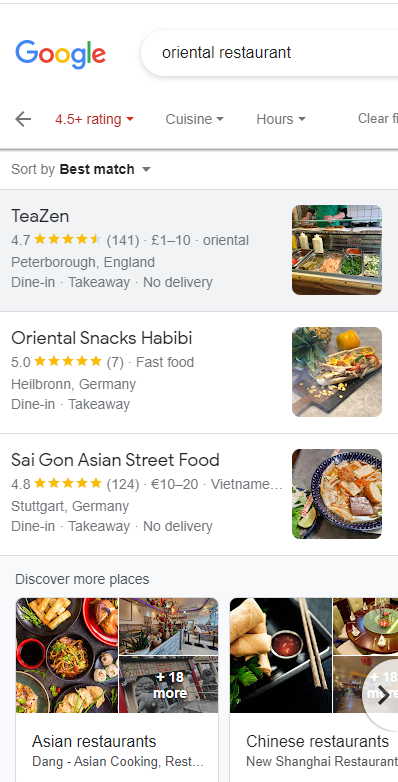 Google
oriental restaurant
4.5+ rating Cuisine Hours Clear fi
Sort by Best match
TeaZen
4.7 (141) · £1–10 · oriental
Peterborough, England
Dine-in · Takeaway · No delivery
Oriental Snacks Habibi
5.0 (7) · Fast food
Heilbronn, Germany
Dine-in · Takeaway
Sai Gon Asian Street Food
4.8 (124) · €10–20 · Vietname…
Stuttgart, Germany
Dine-in · Takeaway · No delivery
Discover more places
+ 18
more
+ 18
more
Asian restaurants
Dang - Asian Cooking, Rest…
Chinese restaurants
New Shanghai Restaurant